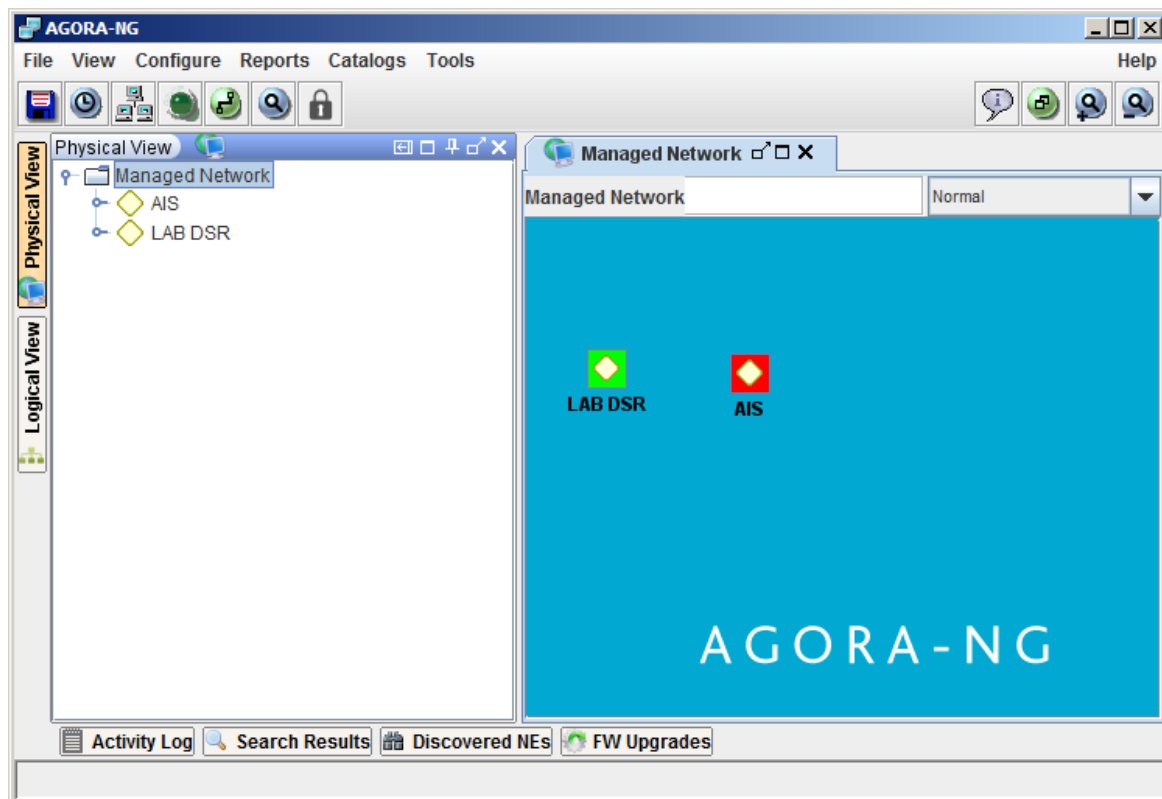 AGORA-NG
File View Configure Reports Catalogs Tools Help
Physical View
Logical View
Physical View
Managed Network
AIS
LAB DSR
Managed Network
Managed Network Normal
LAB DSR
AIS
AGORA-NG
Activity Log Search Results Discovered NEs FW Upgrades